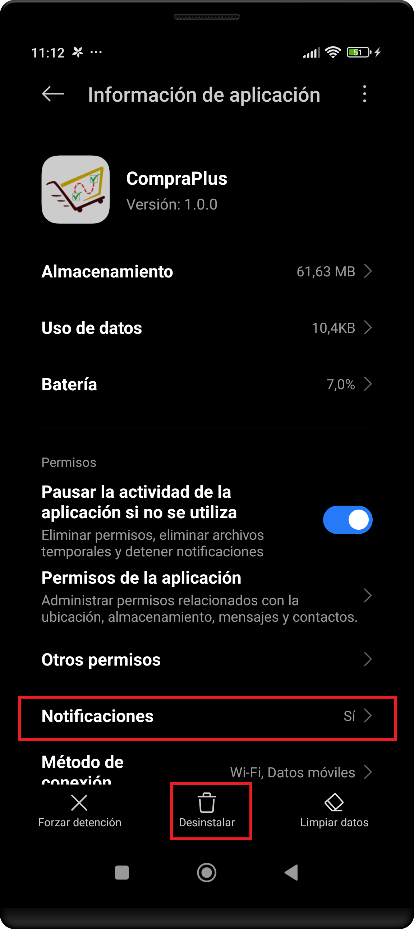 11:12
51
Información de aplicación
CompraPlus
Versión: 1.0.0
Almacenamiento 61,63 MB
Uso de datos 10,4KB
Batería 7,0%
Permisos
Pausar la actividad de la
aplicación si no se utiliza
Eliminar permisos, eliminar archivos
temporales y detener notificaciones
Permisos de la aplicación
Administrar permisos relacionados con la
ubicación, almacenamiento, mensajes y contactos.
Otros permisos
Notificaciones Sí
Método de
conexión Wi-Fi, Datos móviles
Forzar detención Desinstalar Limpiar datos